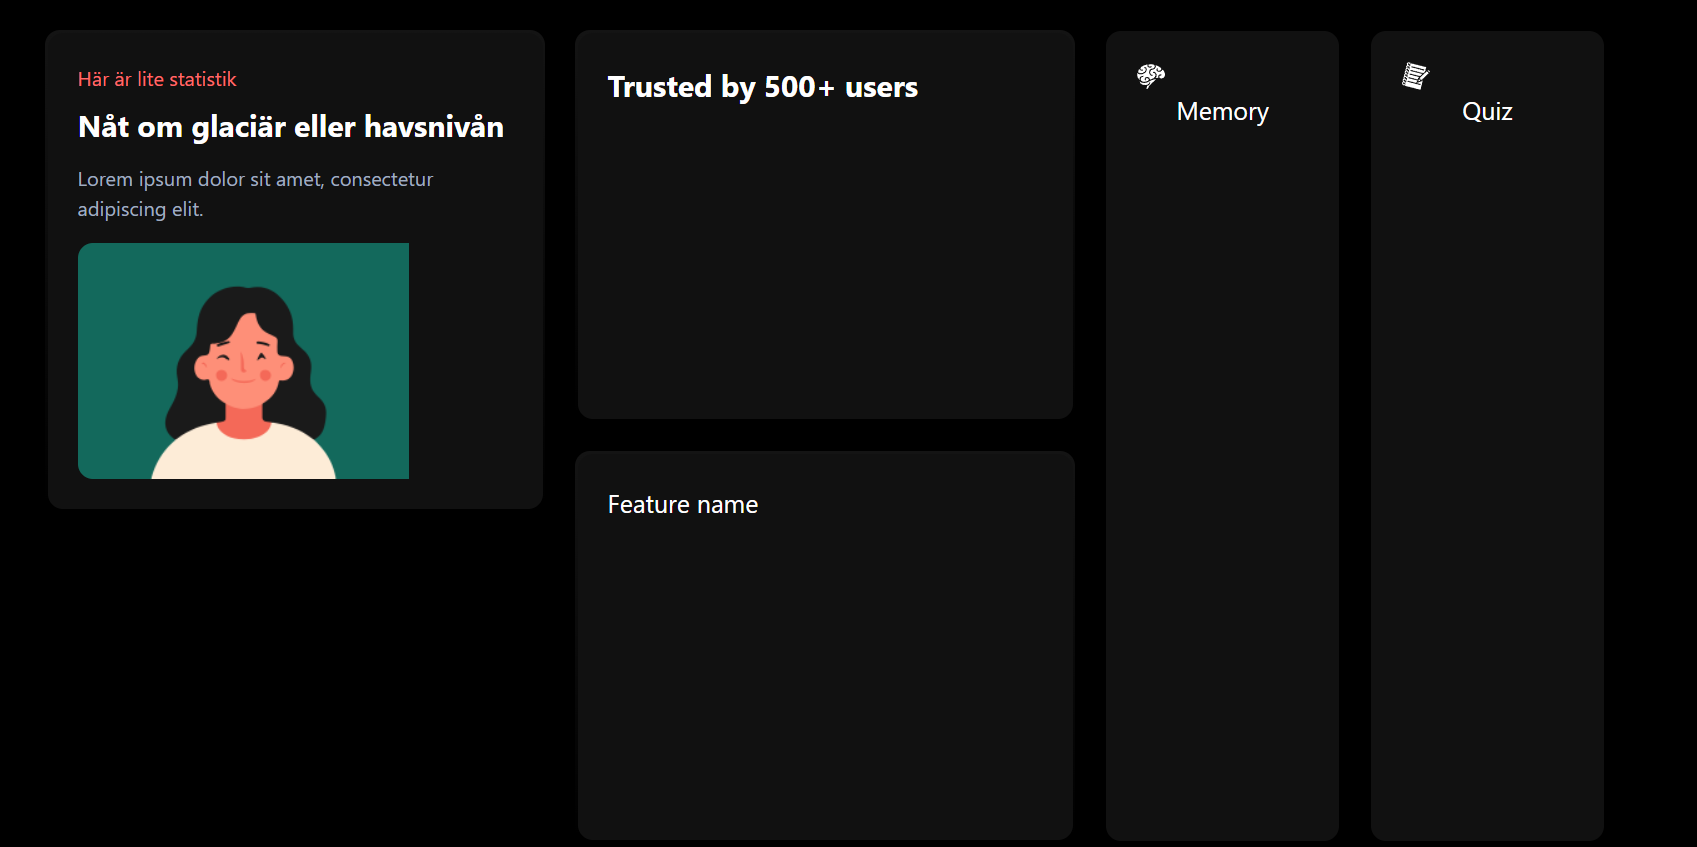 Här är lite statistik
Nåt om glaciär eller havsnivån
Lorem ipsum dolor sit amet, consectetur
adipiscing elit.
Trusted by 500+ users
Feature name
Memory
Quiz